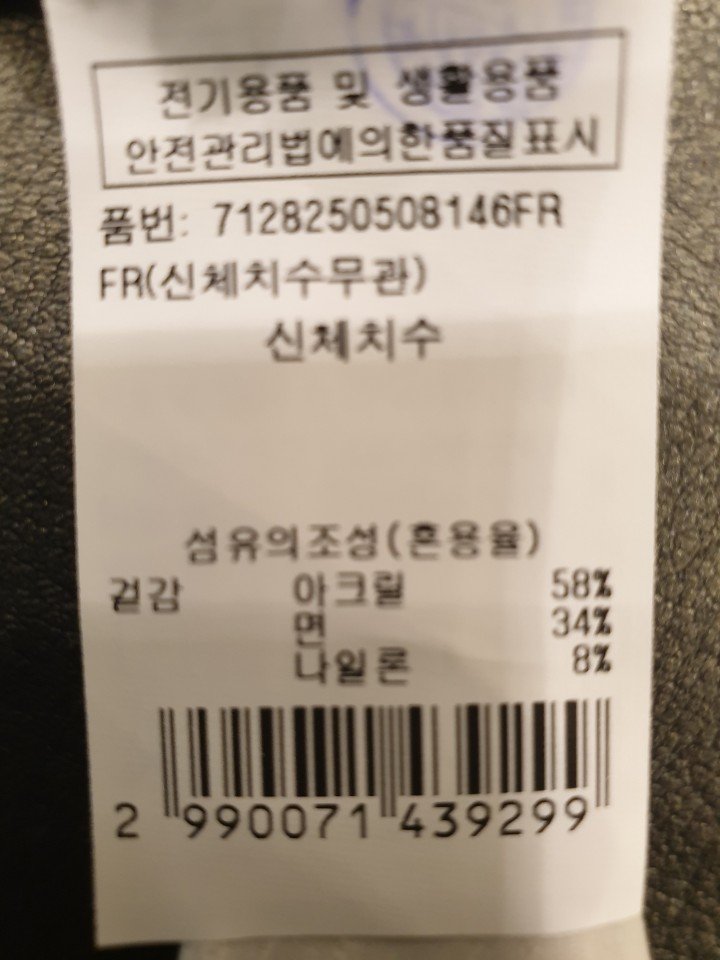 전기용품 및 생활용품
안전관리법에의한품질표시
품번: 7128250508146FR
FR(신체치수무관)
신체치수
섬유의조성(혼용율)
겉감 아크릴 58%
면 34%
나일론 8%
2 990071 439299